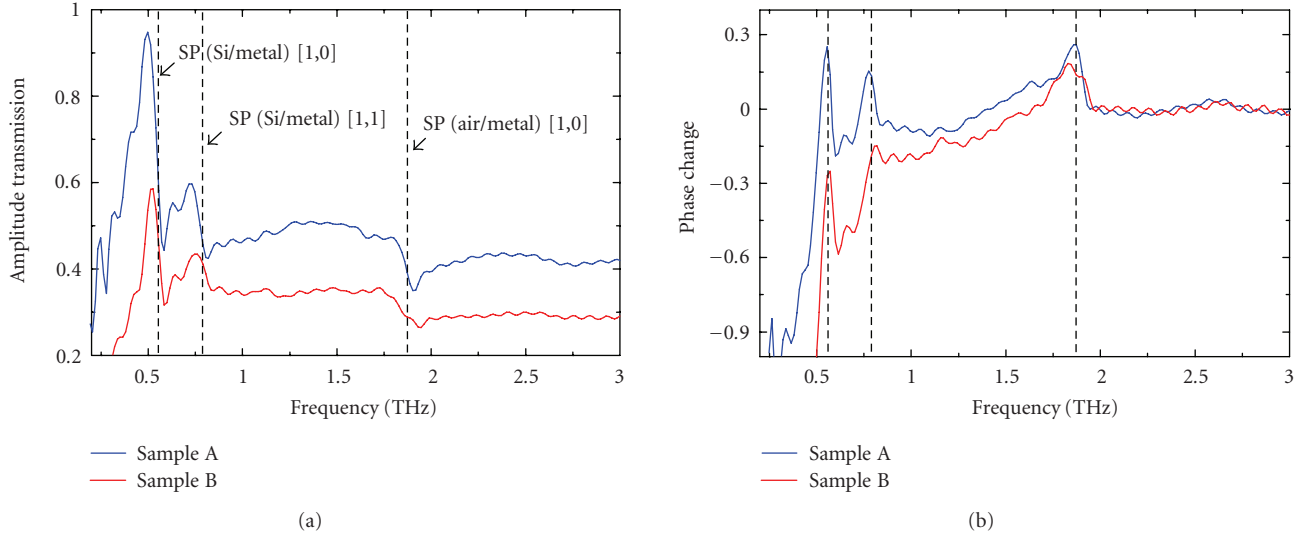 1
0.8
0.6
0.4
0.2
Amplitude transmission
SP (Si/metal) [1,0]
SP (Si/metal) [1,1]
SP (air/metal) [1,0]
0.5
1
1.5
2
2.5
3
Frequency (THz)
Sample A
Sample B
(a)
0.3
0
−0.3
−0.6
−0.9
Phase change
0.5
1
1.5
2
2.5
3
Frequency (THz)
Sample A
Sample B
(b)